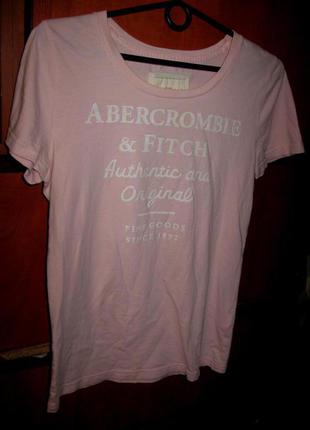 ABERCROMBIE
& FITCH
Authentic and
Original
FINE GOODS
SINCE 1892